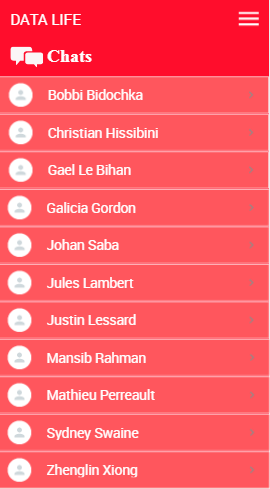 DATA LIFE
Chats
Bobbi Bidochka
Christian Hissibini
Gael Le Bihan
Galicia Gordon
Johan Saba
Jules Lambert
Justin Lessard
Mansib Rahman
Mathieu Perreault
Sydney Swaine
Zhenglin Xiong